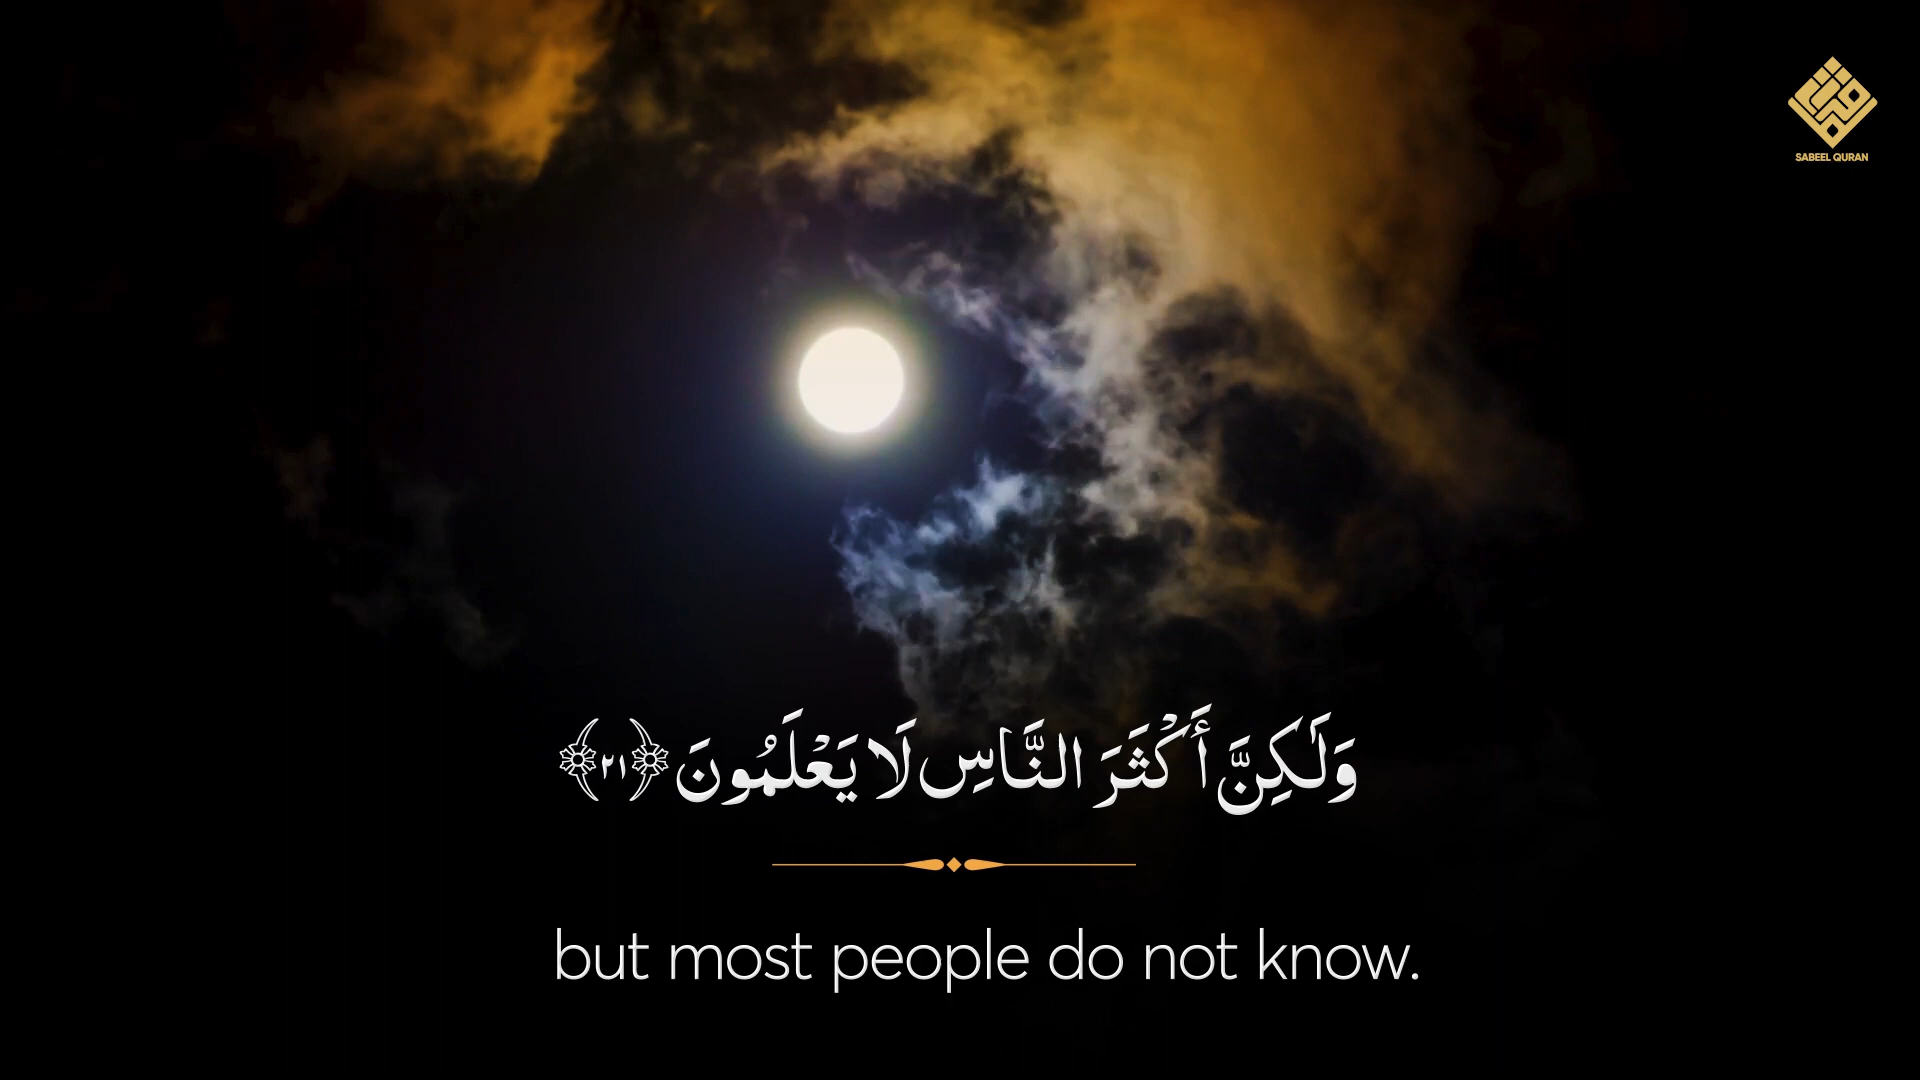 SABEEL QURAN
وَلَٰكِنَّ أَكْثَرَ النَّاسِ لَا يَعْلَمُونَ ﴿٢١﴾
but most people do not know.